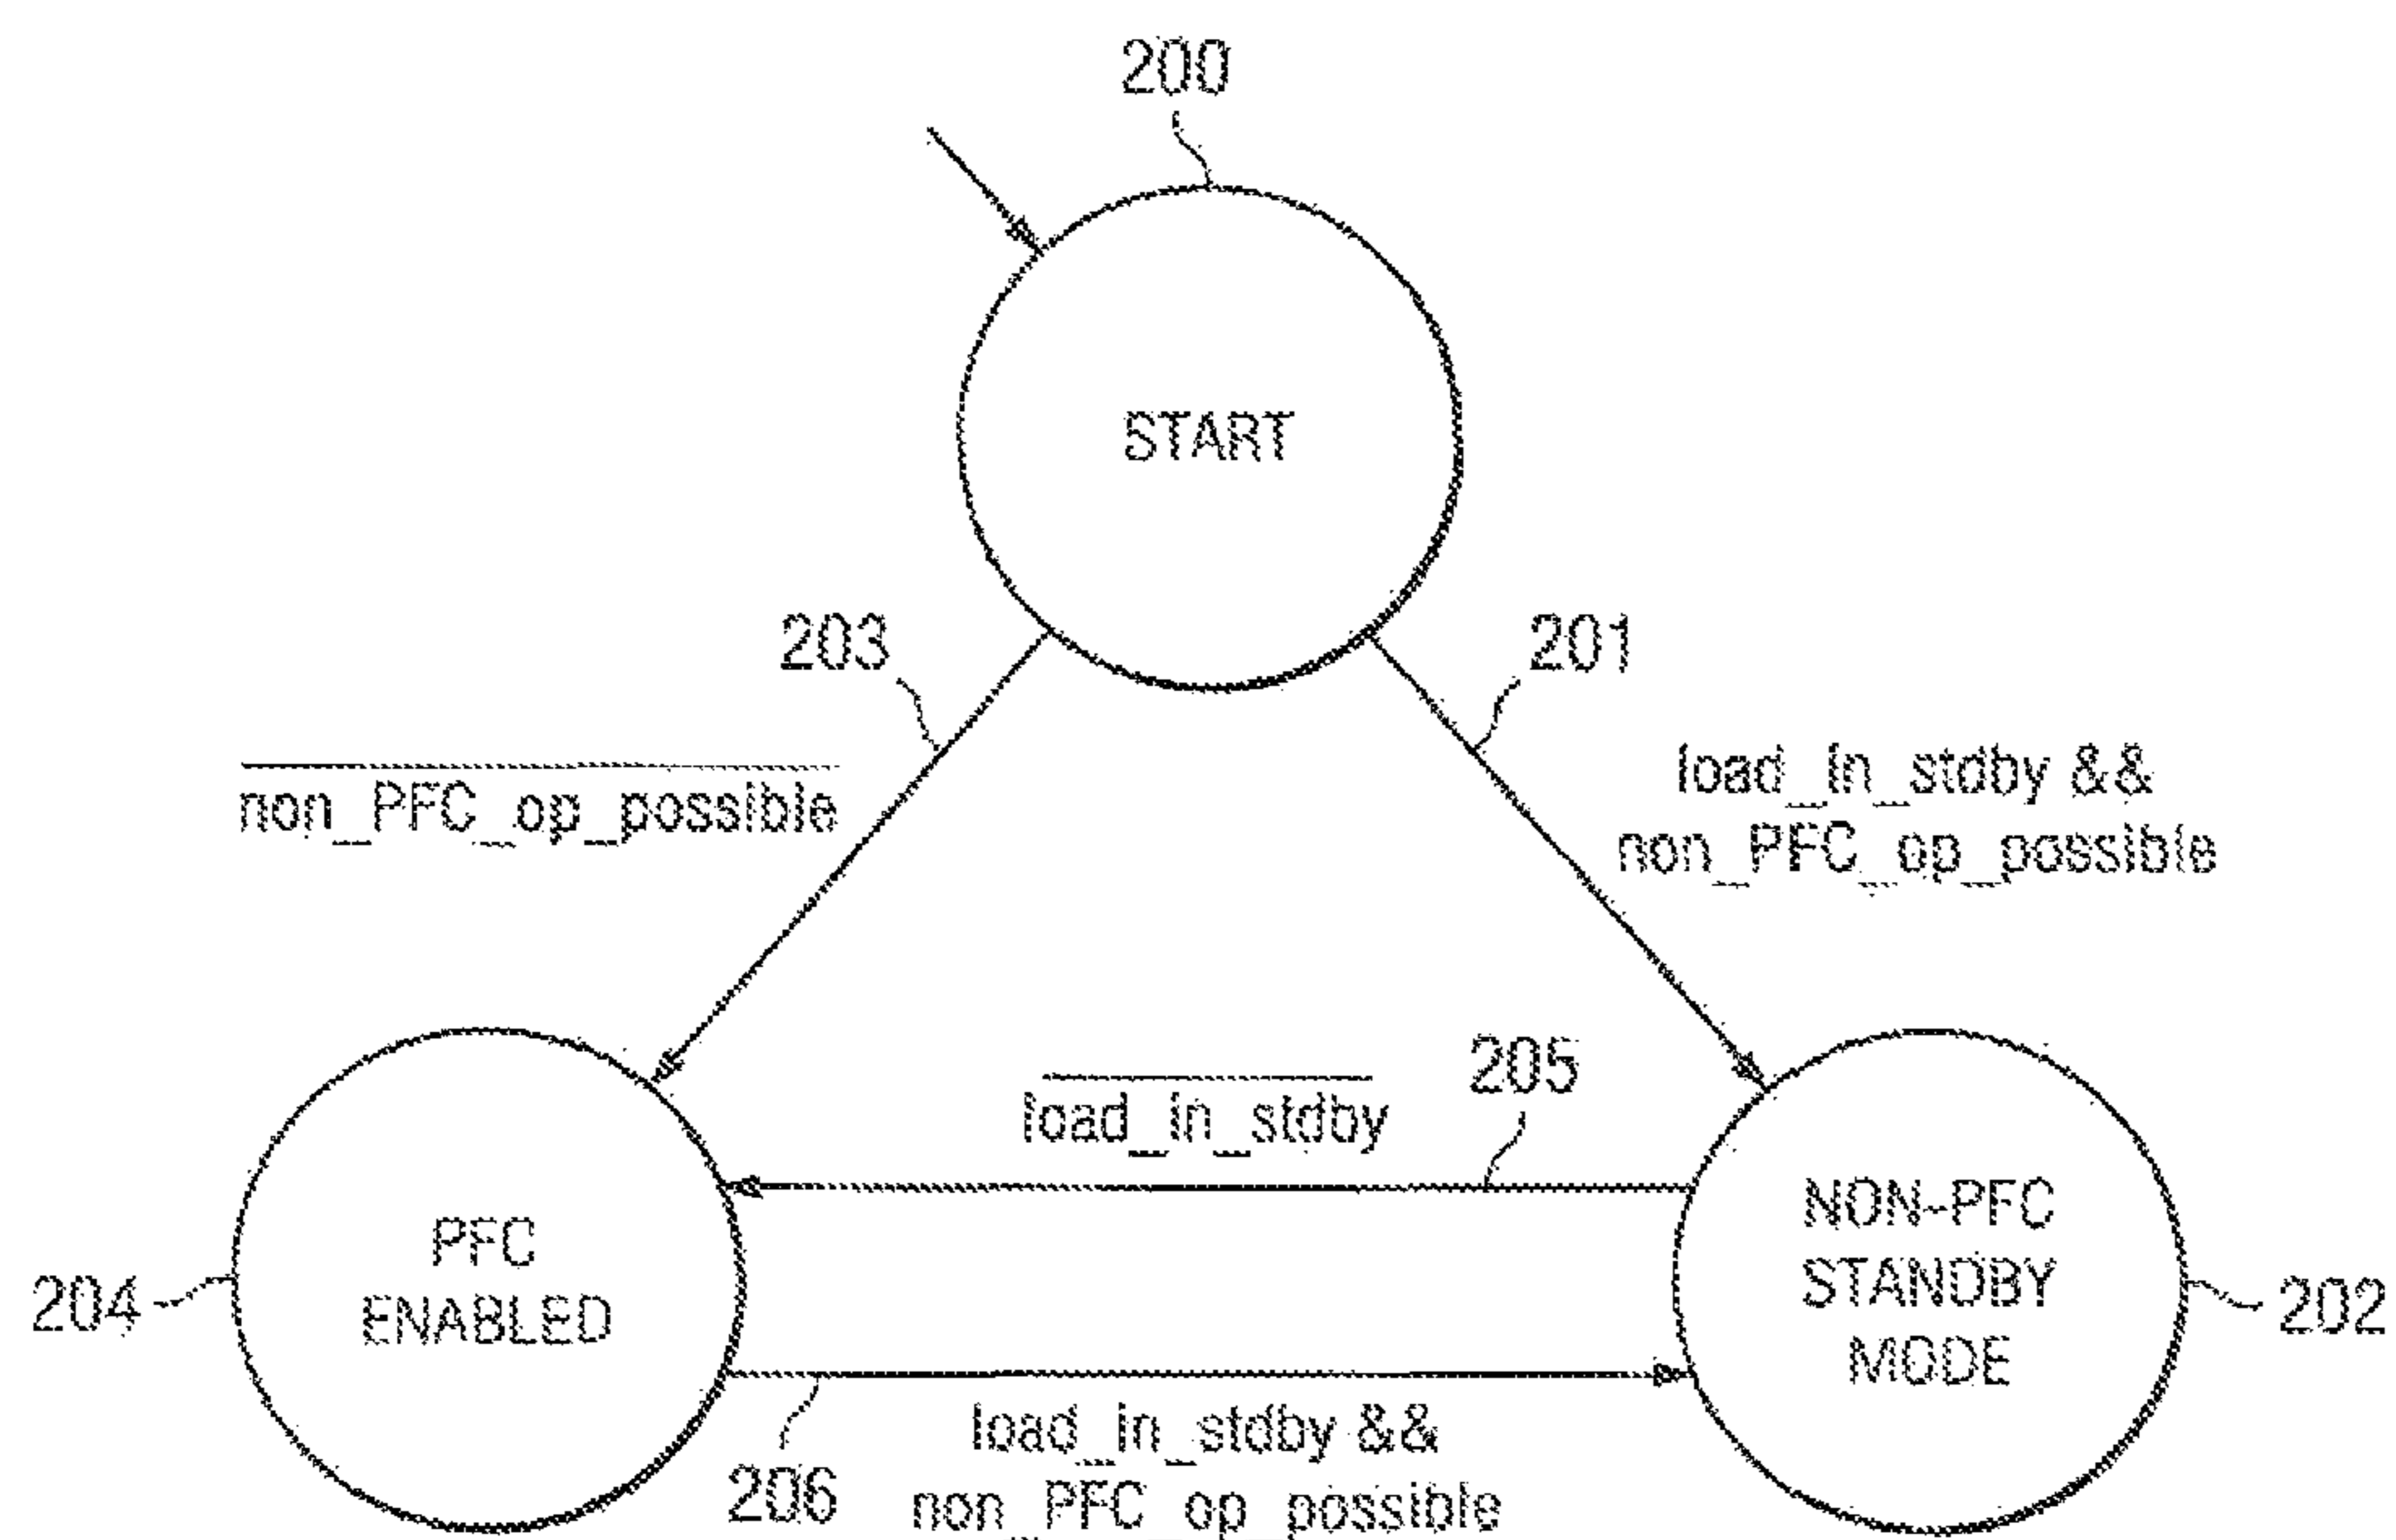 200
START
203
201
non_PFC_op_possible
load_in_stdby &&
non_PFC_op_possible
205
load_in_stdby
NON-PFC
STANDBY
MODE
PFC
ENABLED
204
202
206
load_in_stdby &&
non_PFC_op_possible